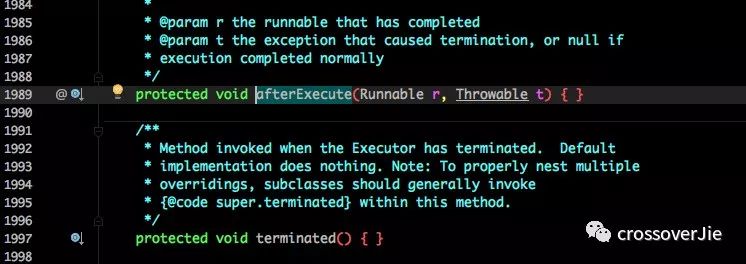 1984 *
1985 * @param r the runnable that has completed
1986 * @param t the exception that caused termination, or null if
1987 * execution completed normally
1988 */
1989 @ protected void afterExecute(Runnable r, Throwable t) { }
1990
1991 /**
1992 * Method invoked when the Executor has terminated.  Default
1993 * implementation does nothing. Note: To properly nest multiple
1994 * overridings, subclasses should generally invoke
1995 * {@code super.terminated} within this method.
1996 */
1997 protected void terminated() { }
1998
crossoverJie